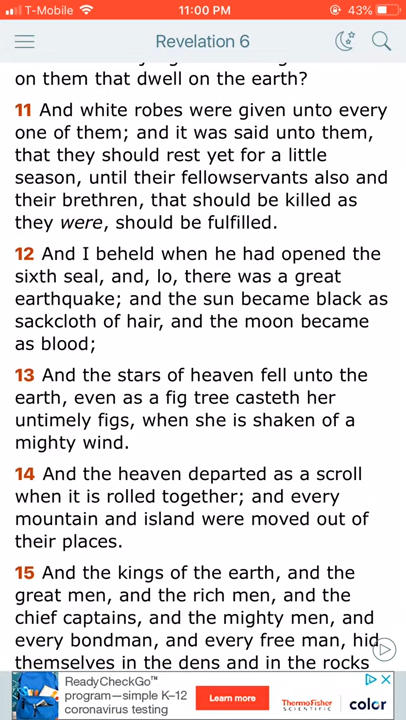 T-Mobile 11:00 PM 43%
Revelation 6
on them that dwell on the earth?
11 And white robes were given unto every
one of them; and it was said unto them,
that they should rest yet for a little
season, until their fellowservants also and
their brethren, that should be killed as
they were, should be fulfilled.
12 And I beheld when he had opened the
sixth seal, and, lo, there was a great
earthquake; and the sun became black as
sackcloth of hair, and the moon became
as blood;
13 And the stars of heaven fell unto the
earth, even as a fig tree casteth her
untimely figs, when she is shaken of a
mighty wind.
14 And the heaven departed as a scroll
when it is rolled together; and every
mountain and island were moved out of
their places.
15 And the kings of the earth, and the
great men, and the rich men, and the
chief captains, and the mighty men, and
every bondman, and every free man, hid
themselves in the dens and in the rocks
ReadyCheckGo™
program—simple K–12
coronavirus testing
Learn more
ThermoFisher
SCIENTIFIC
color